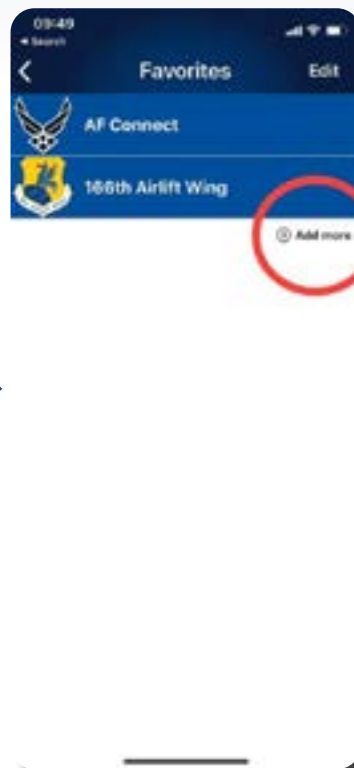 09:49
◂ Search
Favorites
Edit
AF Connect
166th Airlift Wing
Add more